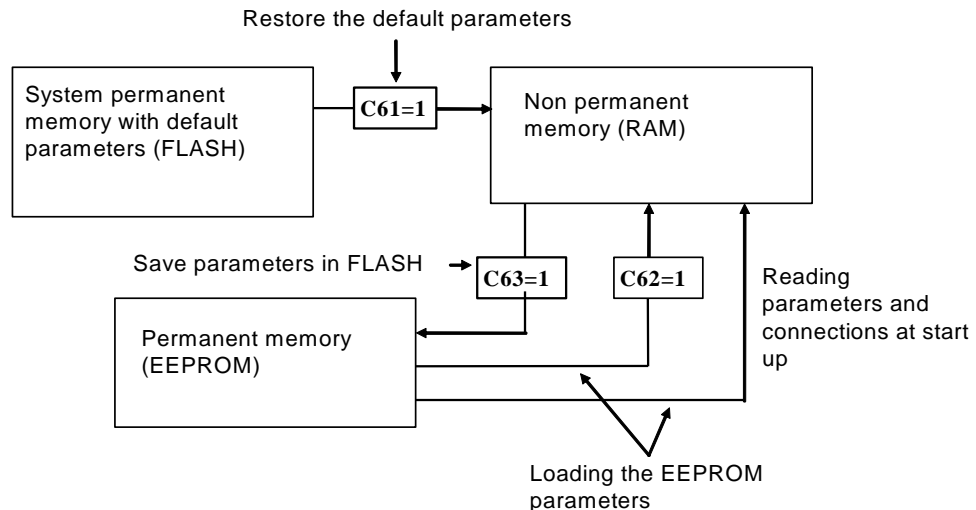 Restore the default parameters
System permanent
memory with default
parameters (FLASH)
C61=1
Non permanent
memory (RAM)
Save parameters in FLASH
C63=1
C62=1
Reading
parameters and
connections at start
up
Permanent memory
(EEPROM)
Loading the EEPROM
parameters